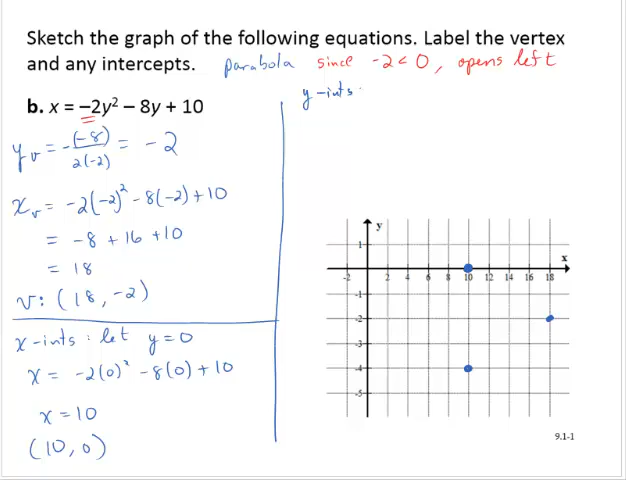 Sketch the graph of the following equations. Label the vertex
and any intercepts. parabola since -2 < 0, opens left
b. x = –2y² – 8y + 10
y-ints.
yᵥ = -(-8)/2(-2) = -2
xᵥ = -2(-2)² - 8(-2) + 10
= -8 + 16 + 10
= 18
V: (18, -2)
x-ints: let y = 0
x = -2(0)² - 8(0) + 10
x = 10
(10, 0)
y
1
x
-2 2 4 6 8 10 12 14 16 18
-1
-2
-3
-4
-5
9.1-1